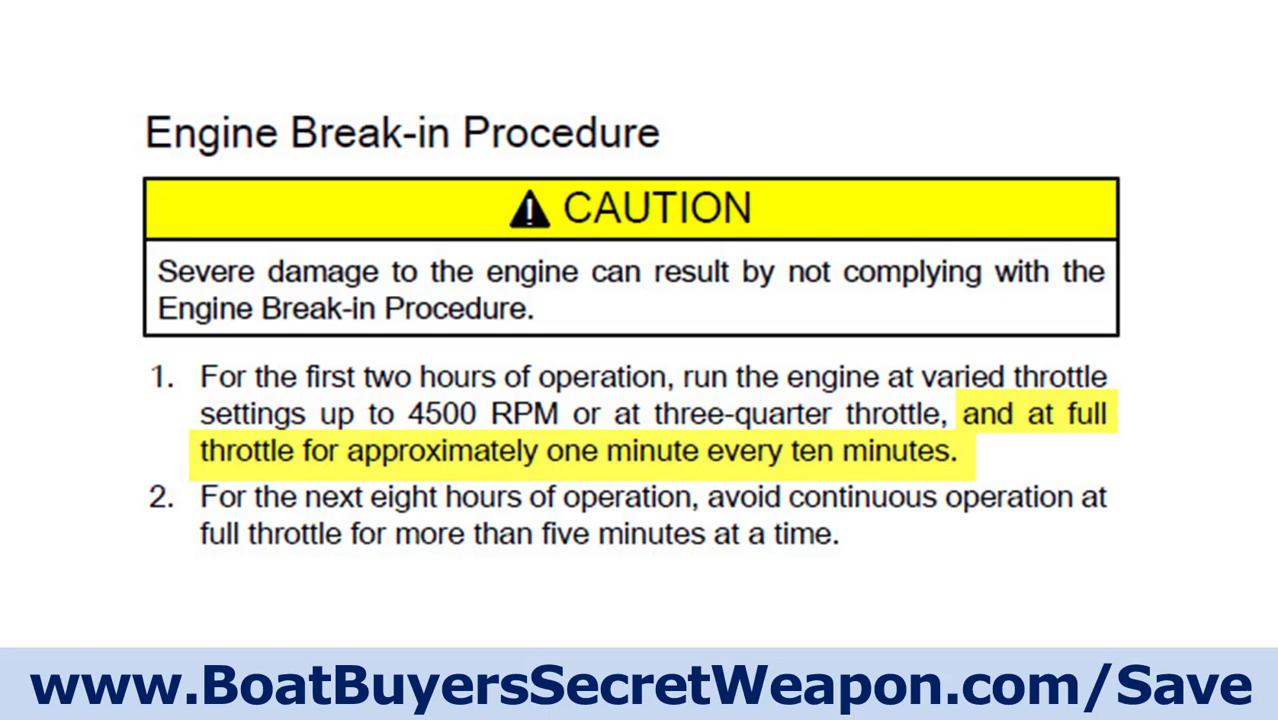 Engine Break-in Procedure
CAUTION
Severe damage to the engine can result by not complying with the
Engine Break-in Procedure.
1. For the first two hours of operation, run the engine at varied throttle
settings up to 4500 RPM or at three-quarter throttle, and at full
throttle for approximately one minute every ten minutes.
2. For the next eight hours of operation, avoid continuous operation at
full throttle for more than five minutes at a time.
www.BoatBuyersSecretWeapon.com/Save